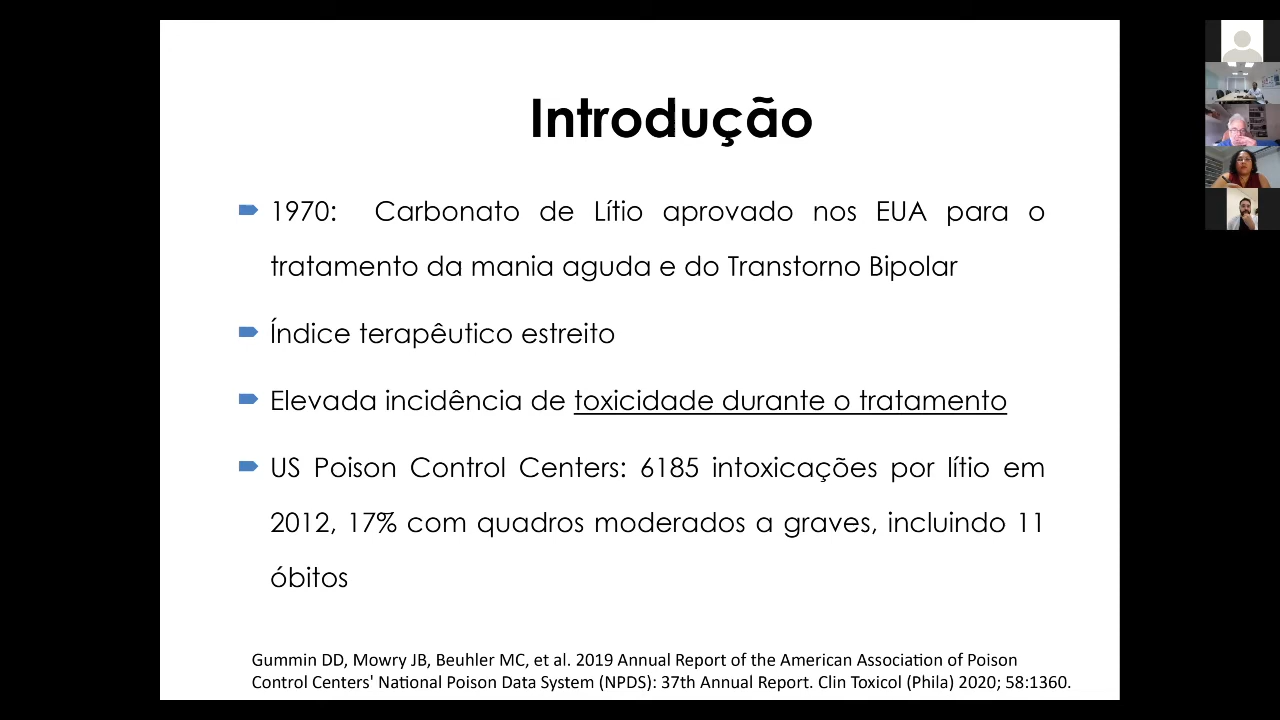 Introdução
1970: Carbonato de Lítio aprovado nos EUA para o
tratamento da mania aguda e do Transtorno Bipolar
Índice terapêutico estreito
Elevada incidência de toxicidade durante o tratamento
US Poison Control Centers: 6185 intoxicações por lítio em
2012, 17% com quadros moderados a graves, incluindo 11
óbitos
Gummin DD, Mowry JB, Beuhler MC, et al. 2019 Annual Report of the American Association of Poison
Control Centers' National Poison Data System (NPDS): 37th Annual Report. Clin Toxicol (Phila) 2020; 58:1360.